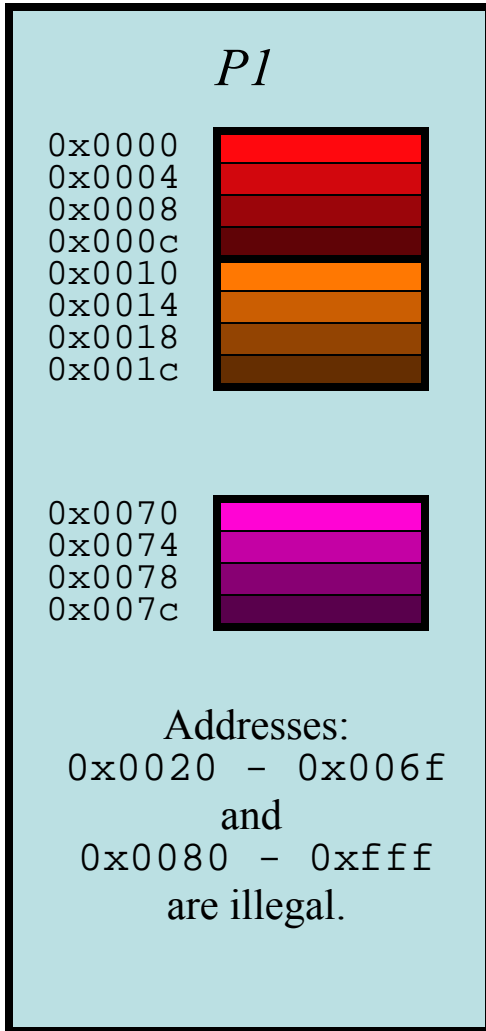 P1
0x0000
0x0004
0x0008
0x000c
0x0010
0x0014
0x0018
0x001c
0x0070
0x0074
0x0078
0x007c
Addresses:
0x0020 - 0x006f
and
0x0080 - 0xfff
are illegal.